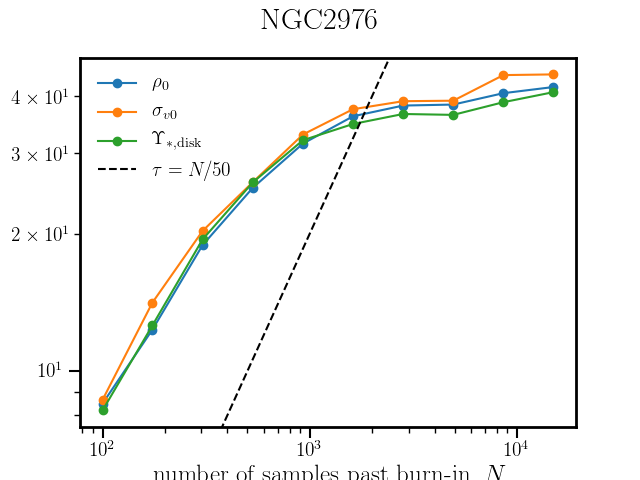 NGC2976
ρ₀
σᵥ₀
Υ*,disk
τ = N/50
4 × 10¹
3 × 10¹
2 × 10¹
10¹
10² 10³ 10⁴
number of samples past burn-in, N